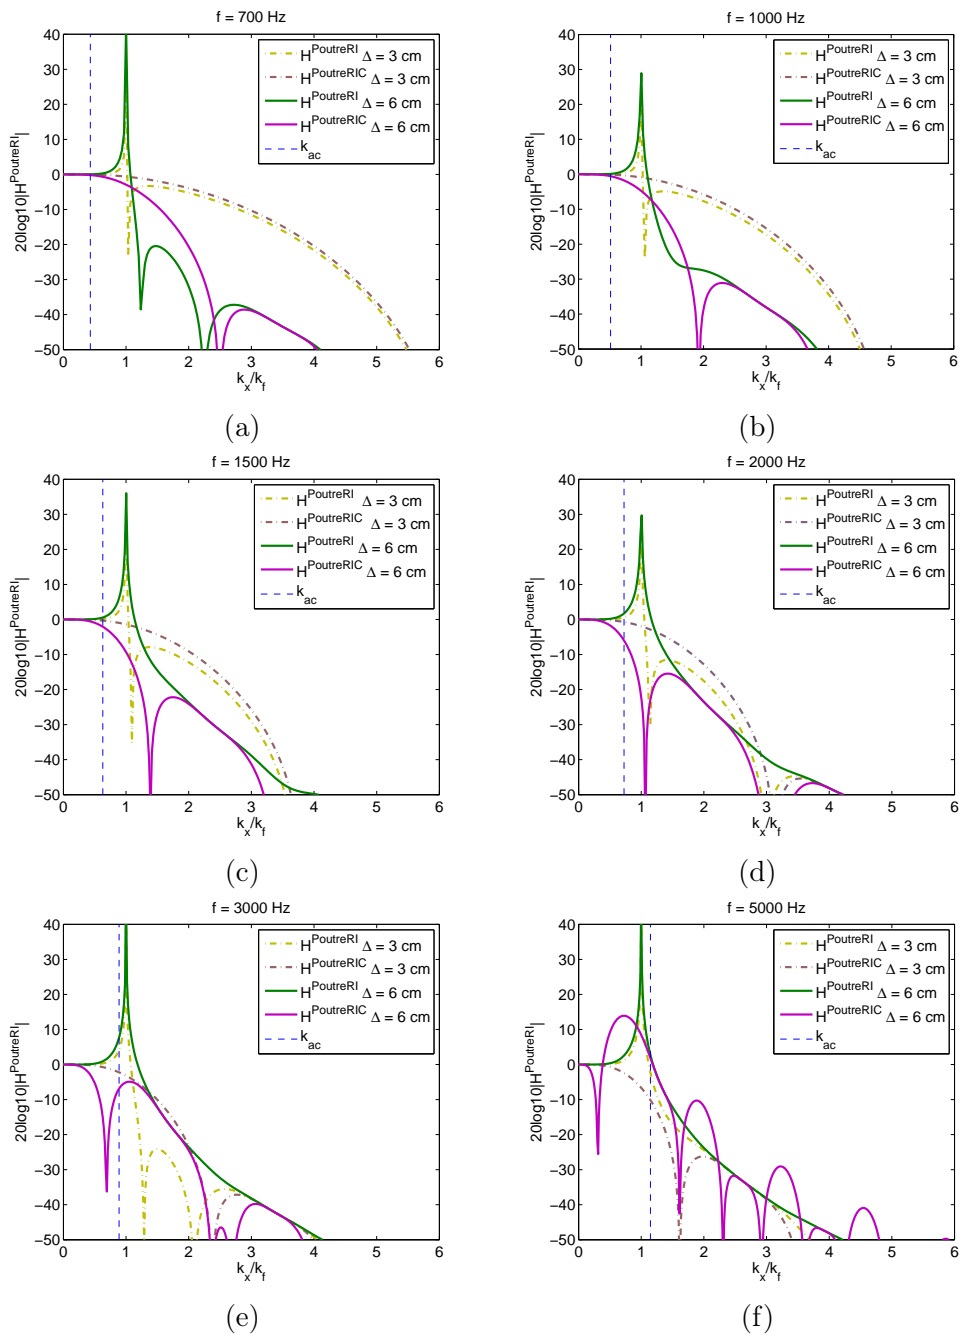 f = 700 Hz
20log10|H^PoutreRI|
40
30
20
10
0
−10
−20
−30
−40
−50
H^PoutreRI Δ = 3 cm
H^PoutreRIC Δ = 3 cm
H^PoutreRI Δ = 6 cm
H^PoutreRIC Δ = 6 cm
k_ac
0 1 2 3 4 5 6
k_x/k_f
(a)
f = 1000 Hz
20log10|H^PoutreRI|
40
30
20
10
0
−10
−20
−30
−40
−50
H^PoutreRI Δ = 3 cm
H^PoutreRIC Δ = 3 cm
H^PoutreRI Δ = 6 cm
H^PoutreRIC Δ = 6 cm
k_ac
0 1 2 3 4 5 6
k_x/k_f
(b)
f = 1500 Hz
20log10|H^PoutreRI|
40
30
20
10
0
−10
−20
−30
−40
−50
H^PoutreRI Δ = 3 cm
H^PoutreRIC Δ = 3 cm
H^PoutreRI Δ = 6 cm
H^PoutreRIC Δ = 6 cm
k_ac
0 1 2 3 4 5 6
k_x/k_f
(c)
f = 2000 Hz
20log10|H^PoutreRI|
40
30
20
10
0
−10
−20
−30
−40
−50
H^PoutreRI Δ = 3 cm
H^PoutreRIC Δ = 3 cm
H^PoutreRI Δ = 6 cm
H^PoutreRIC Δ = 6 cm
k_ac
0 1 2 3 4 5 6
k_x/k_f
(d)
f = 3000 Hz
20log10|H^PoutreRI|
40
30
20
10
0
−10
−20
−30
−40
−50
H^PoutreRI Δ = 3 cm
H^PoutreRIC Δ = 3 cm
H^PoutreRI Δ = 6 cm
H^PoutreRIC Δ = 6 cm
k_ac
0 1 2 3 4 5 6
k_x/k_f
(e)
f = 5000 Hz
20log10|H^PoutreRI|
40
30
20
10
0
−10
−20
−30
−40
−50
H^PoutreRI Δ = 3 cm
H^PoutreRIC Δ = 3 cm
H^PoutreRI Δ = 6 cm
H^PoutreRIC Δ = 6 cm
k_ac
0 1 2 3 4 5 6
k_x/k_f
(f)